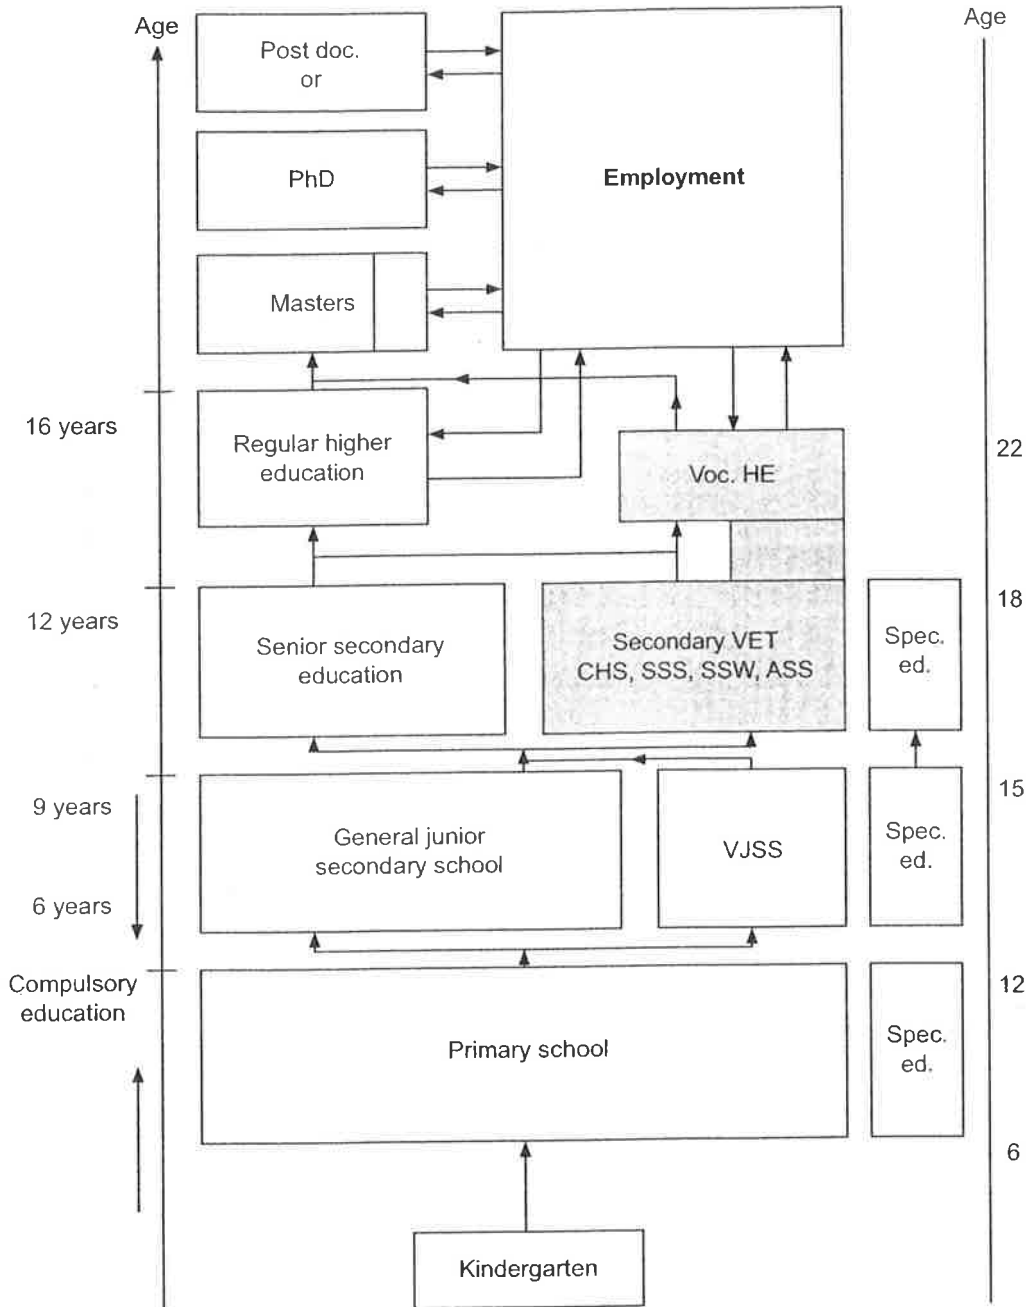 Age
Age
Post doc.
or
PhD
Employment
Masters
16 years
Regular higher
education
Voc. HE
22
12 years
Senior secondary
education
Secondary VET
CHS, SSS, SSW, ASS
Spec.
ed.
18
9 years
General junior
secondary school
VJSS
Spec.
ed.
15
6 years
Compulsory
education
Primary school
Spec.
ed.
12
6
Kindergarten